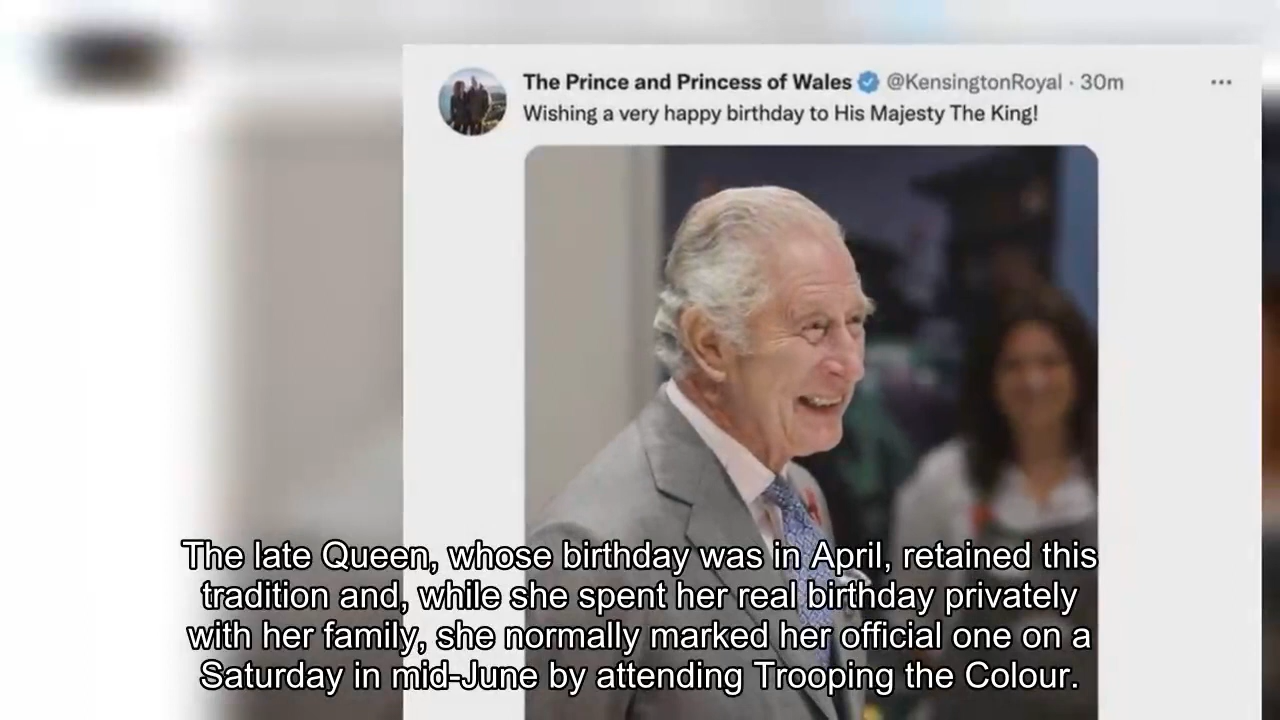 The Prince and Princess of Wales @KensingtonRoyal · 30m
Wishing a very happy birthday to His Majesty The King!
The late Queen, whose birthday was in April, retained this
tradition and, while she spent her real birthday privately
with her family, she normally marked her official one on a
Saturday in mid-June by attending Trooping the Colour.